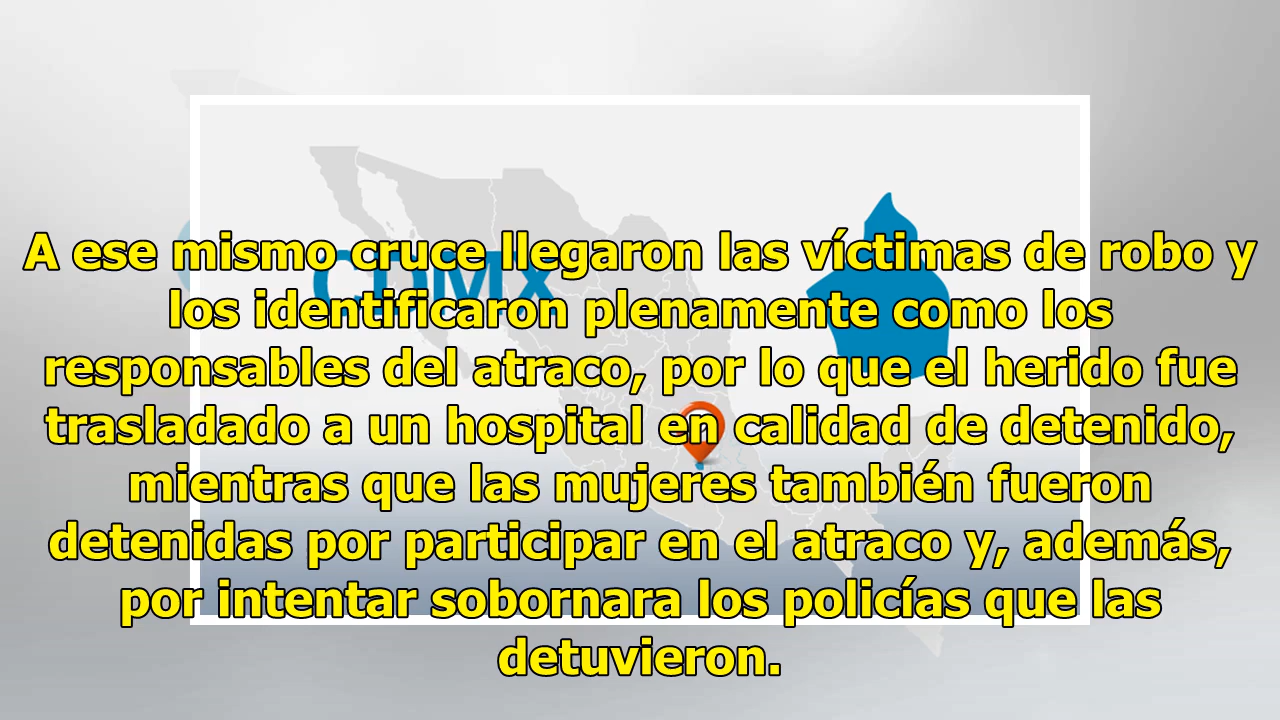 A ese mismo cruce llegaron las víctimas de robo y
los identificaron plenamente como los
responsables del atraco, por lo que el herido fue
trasladado a un hospital en calidad de detenido,
mientras que las mujeres también fueron
detenidas por participar en el atraco y, además,
por intentar sobornara los policías que las
detuvieron.
CDMX